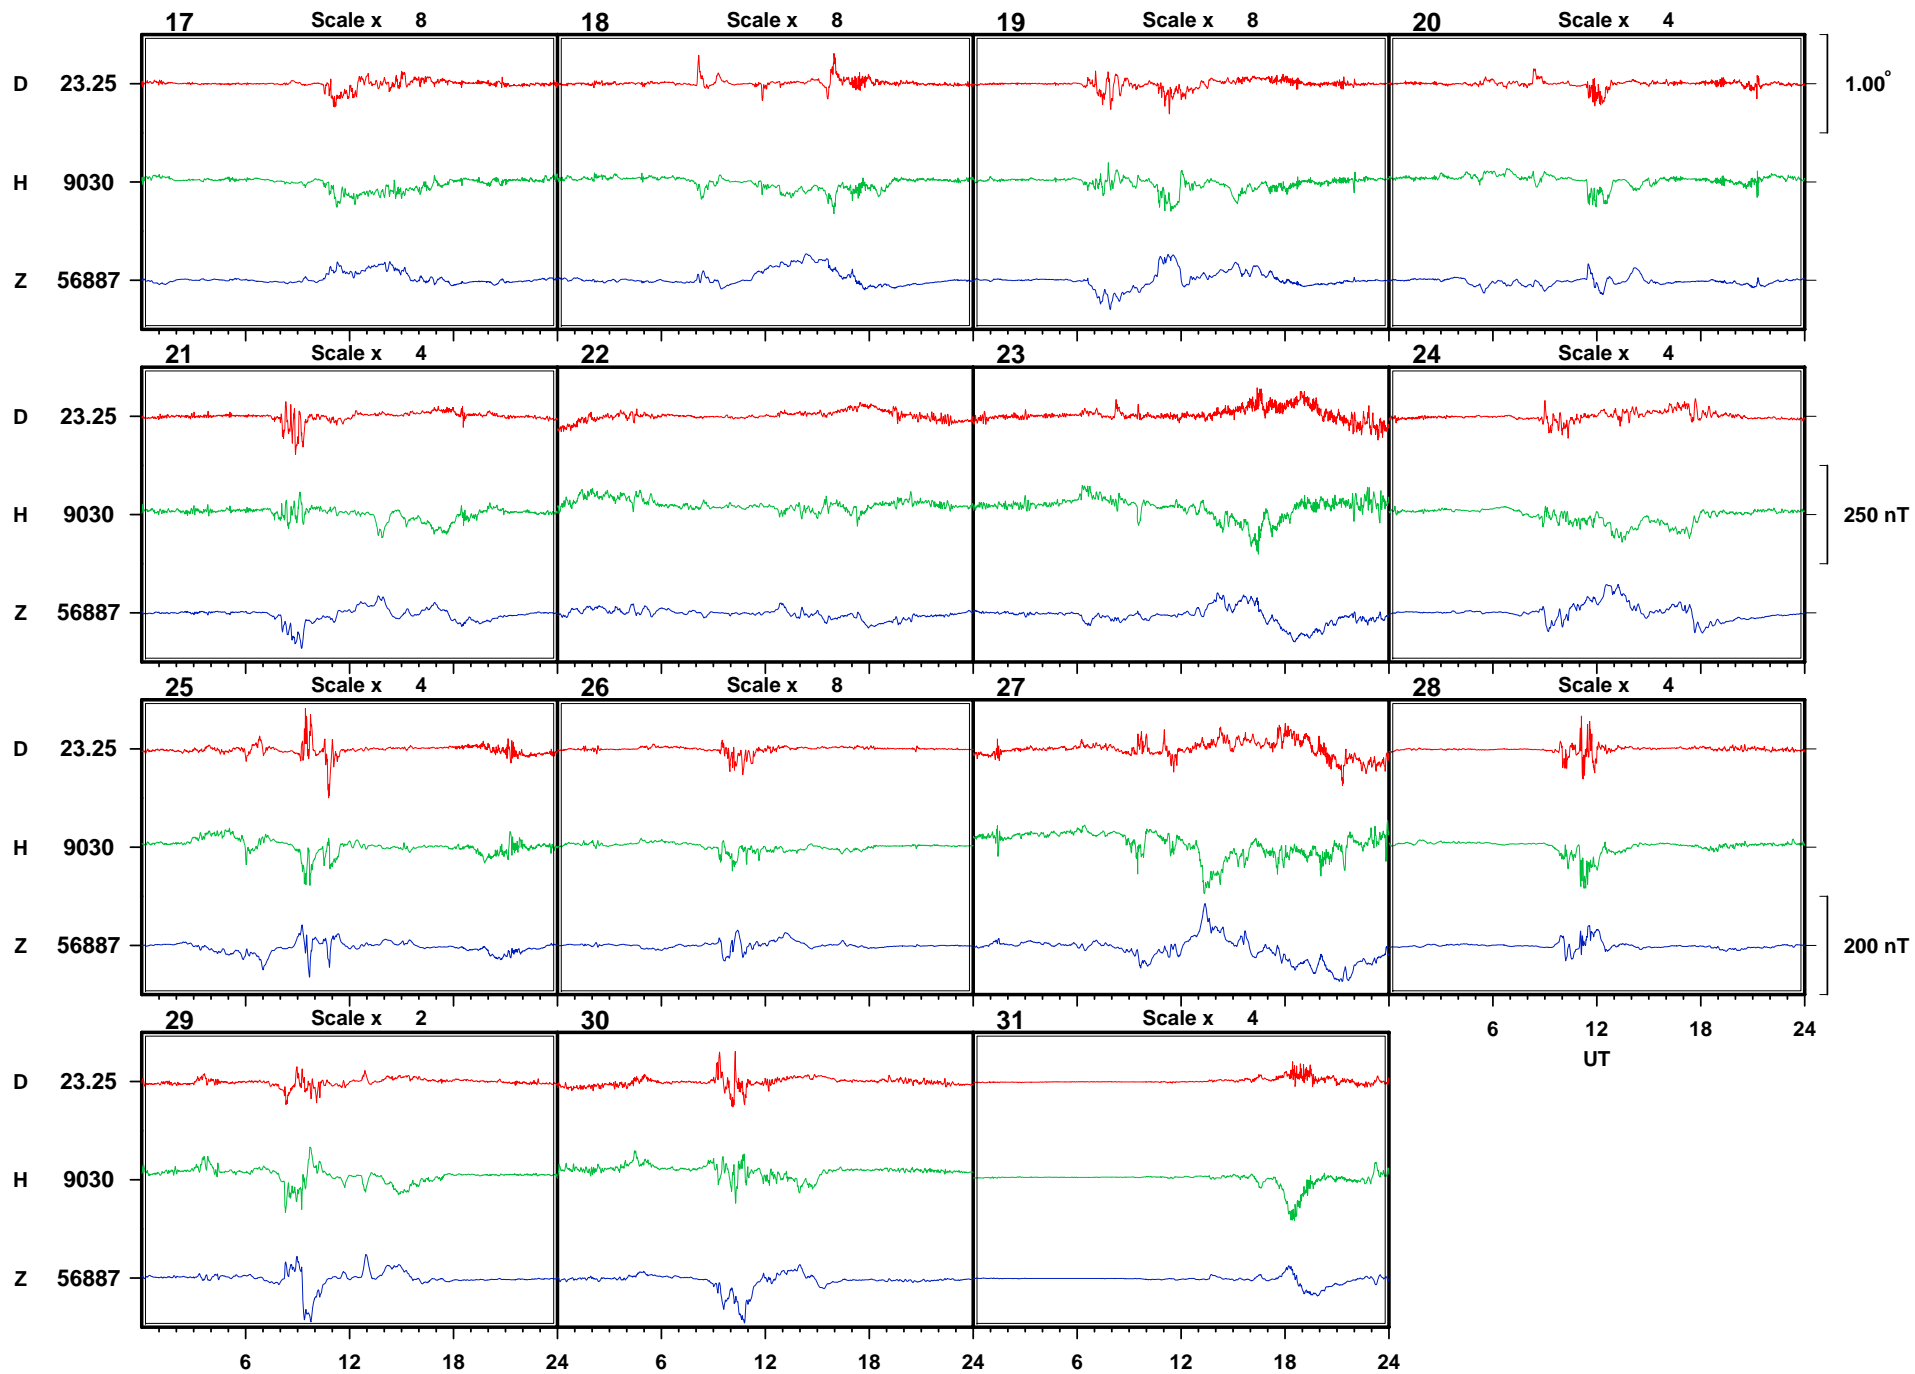 17 Scale x 8 18 Scale x 8 19 Scale x 8 20 Scale x 4
D 23.25 1.00°
H 9030
Z 56887
21 Scale x 4 22 23 24 Scale x 4
D 23.25
H 9030 250 nT
Z 56887
25 Scale x 4 26 Scale x 8 27 28 Scale x 4
D 23.25
H 9030
Z 56887 200 nT
29 Scale x 2 30 31 Scale x 4 6 12 18 24
UT
D 23.25
H 9030
Z 56887
6 12 18 24 6 12 18 24 6 12 18 24